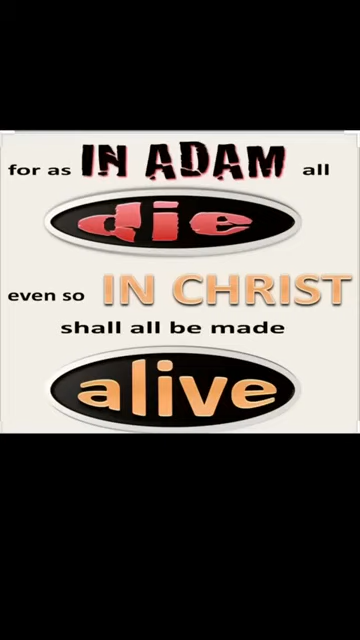 for as IN ADAM all
die
even so IN CHRIST
shall all be made
alive